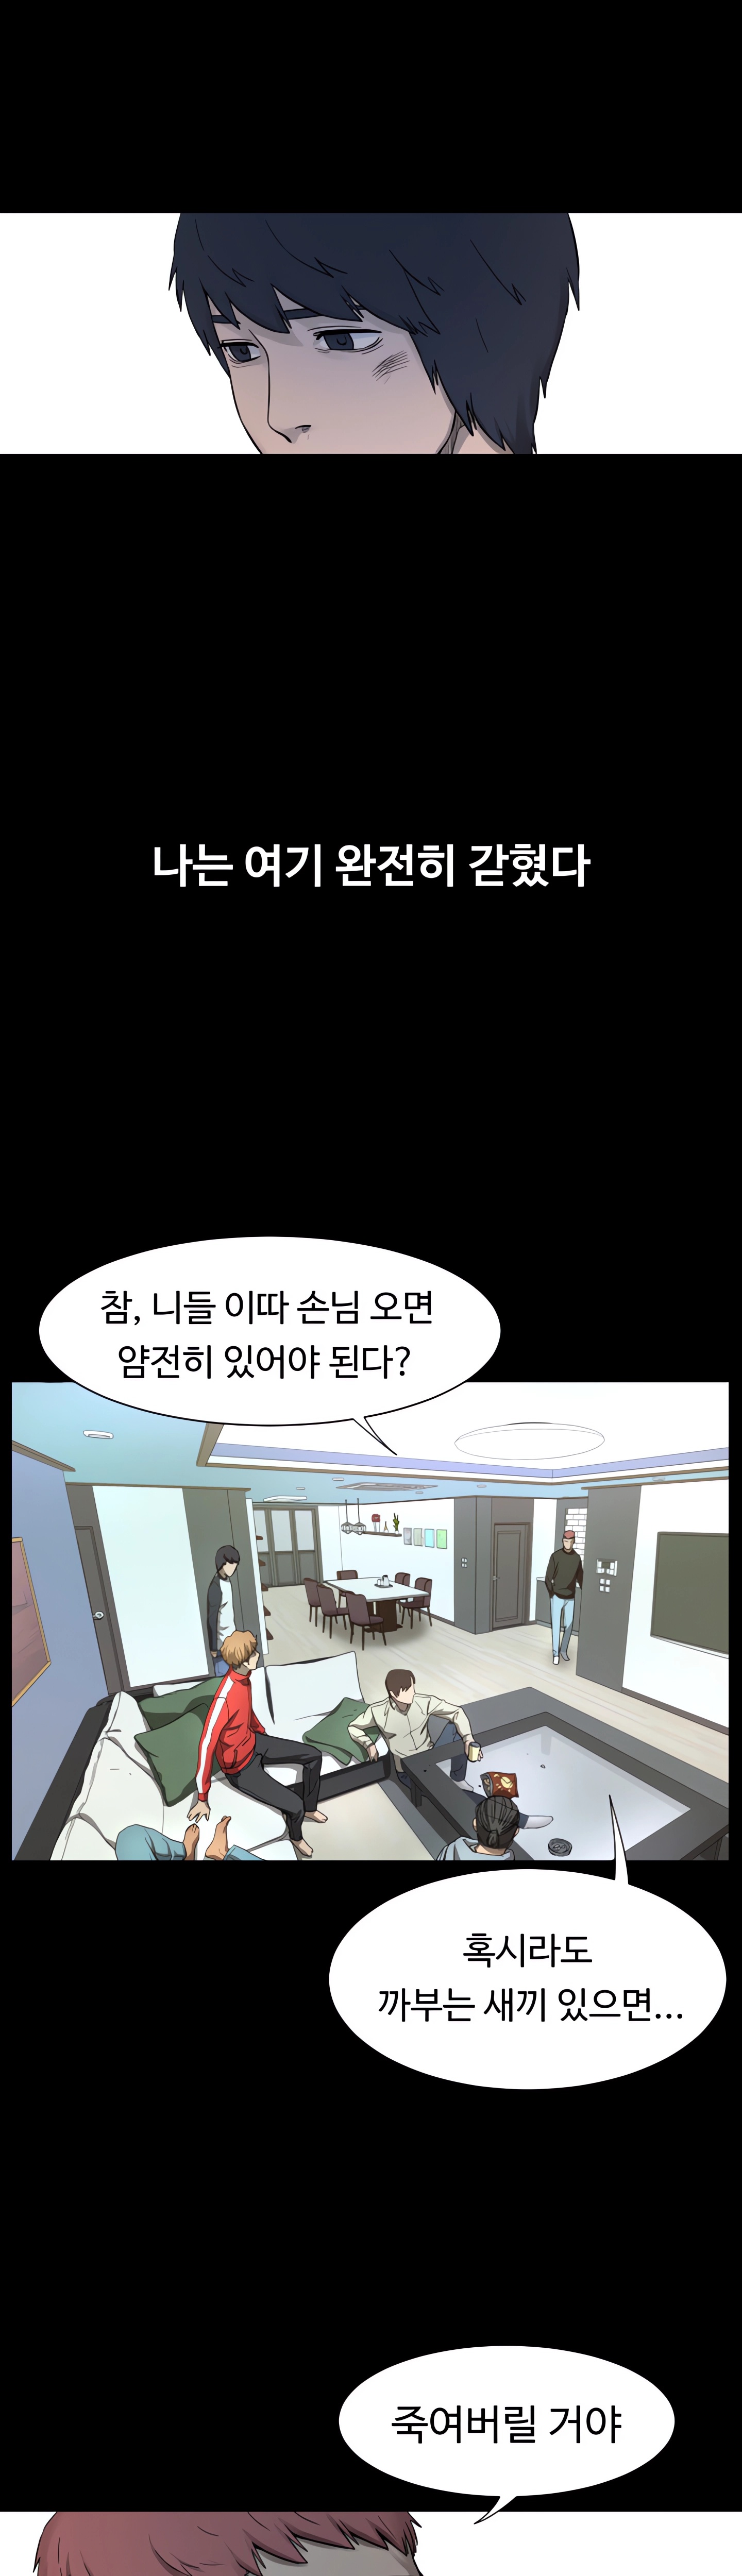 나는 여기 완전히 갇혔다
참, 니들 이따 손님 오면
얌전히 있어야 된다?
혹시라도
까부는 새끼 있으면...
죽여버릴 거야